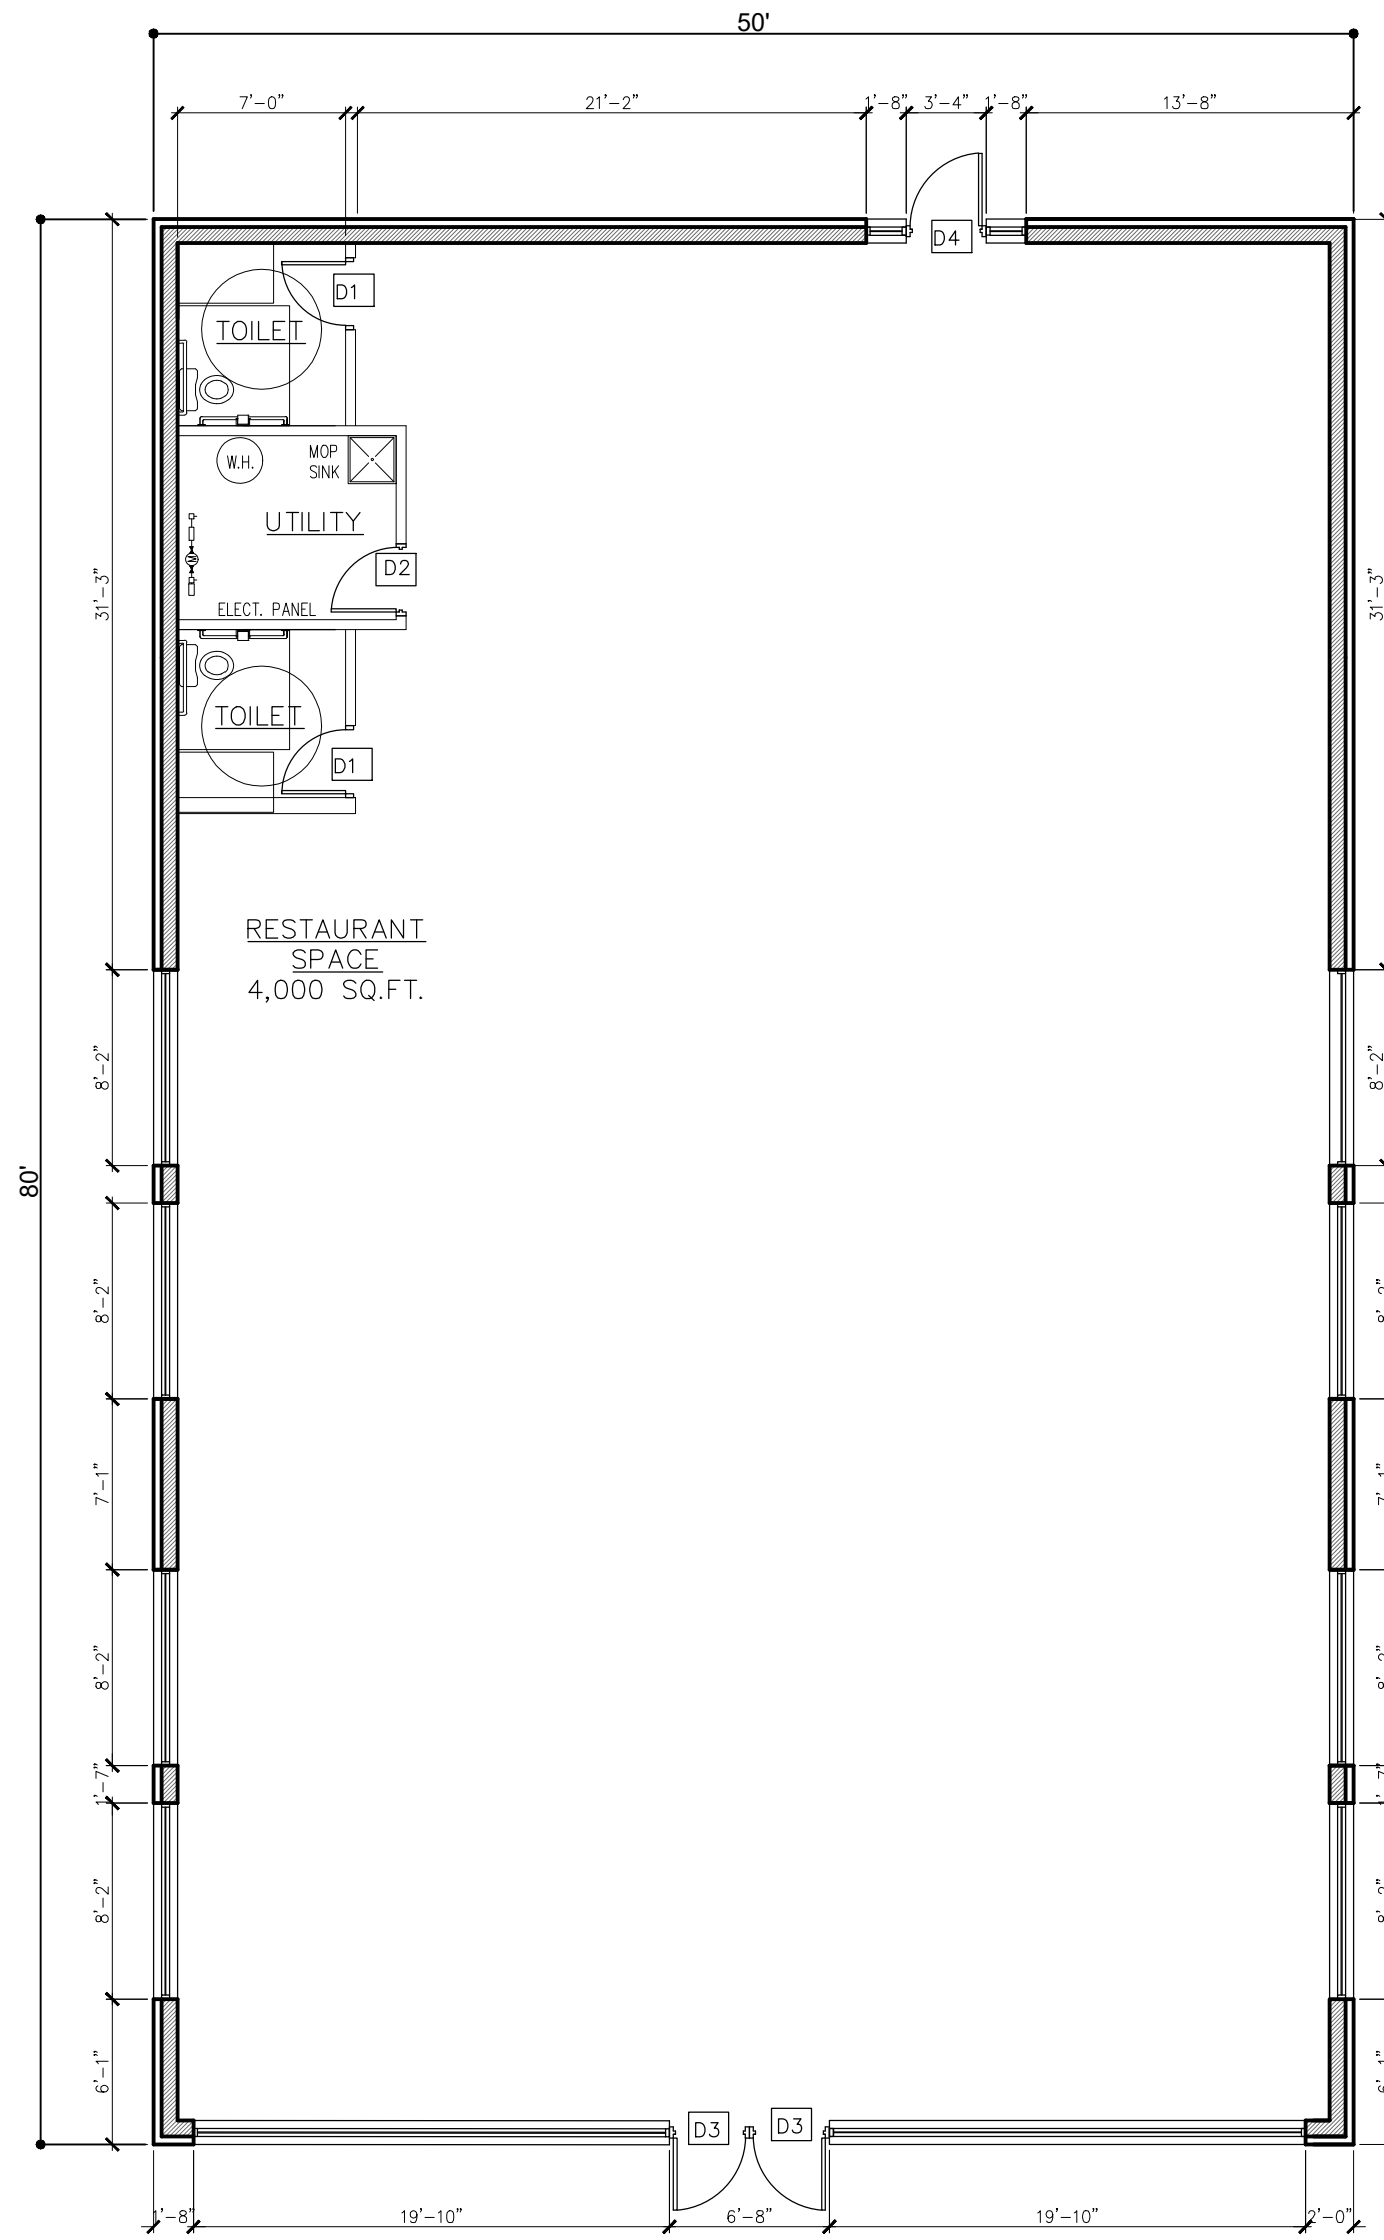 50'
7'-0" 21'-2" 1'-8" 3'-4" 1'-8" 13'-8"
D4
D1
TOILET
W.H. MOP
SINK
UTILITY
D2
ELECT. PANEL
31'-3" 31'-3"
TOILET
D1
RESTAURANT
SPACE
4,000 SQ.FT.
8'-2" 8'-2"
80'
8'-2"
7'-1"
8'-2"
1'-7"
8'-2"
6'-1"
D3 D3
1'-8" 19'-10" 6'-8" 19'-10" 2'-0"